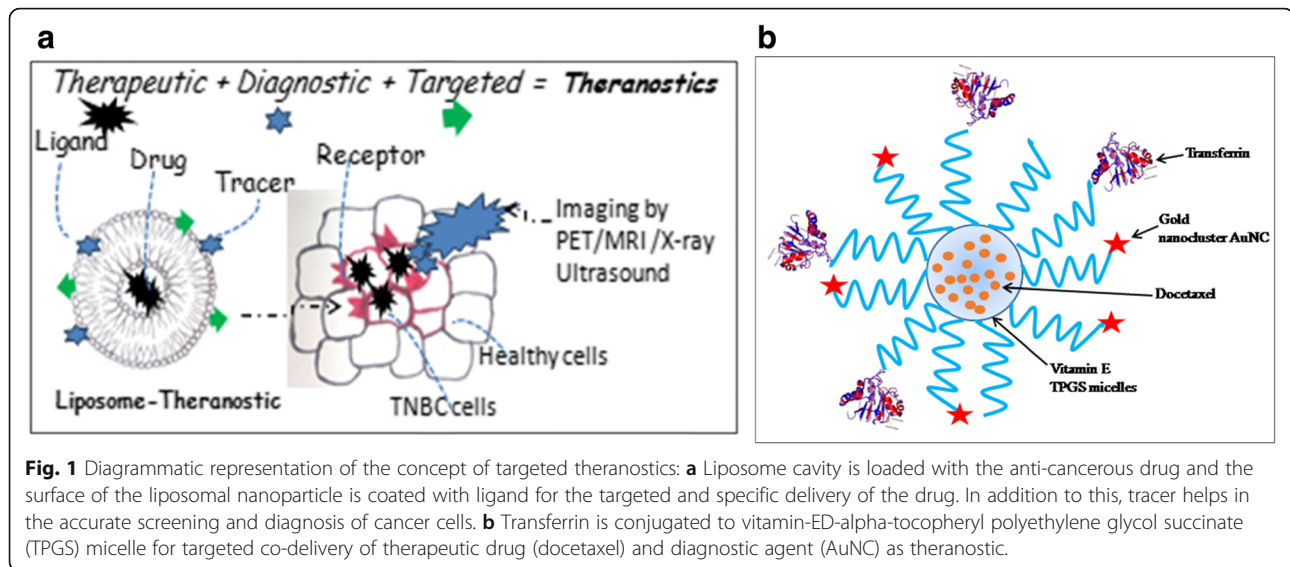 a
Therapeutic + Diagnostic + Targeted = Theranostics
Ligand
Drug
Tracer
Receptor
Imaging by
PET/MRI/X-ray
Ultrasound
Healthy cells
TNBC cells
Liposome-Theranostic
b
Transferrin
Gold
nanocluster AuNC
Docetaxel
Vitamin E
TPGS micelles
Fig. 1 Diagrammatic representation of the concept of targeted theranostics: a Liposome cavity is loaded with the anti-cancerous drug and the
surface of the liposomal nanoparticle is coated with ligand for the targeted and specific delivery of the drug. In addition to this, tracer helps in
the accurate screening and diagnosis of cancer cells. b Transferrin is conjugated to vitamin-ED-alpha-tocopheryl polyethylene glycol succinate
(TPGS) micelle for targeted co-delivery of therapeutic drug (docetaxel) and diagnostic agent (AuNC) as theranostic.